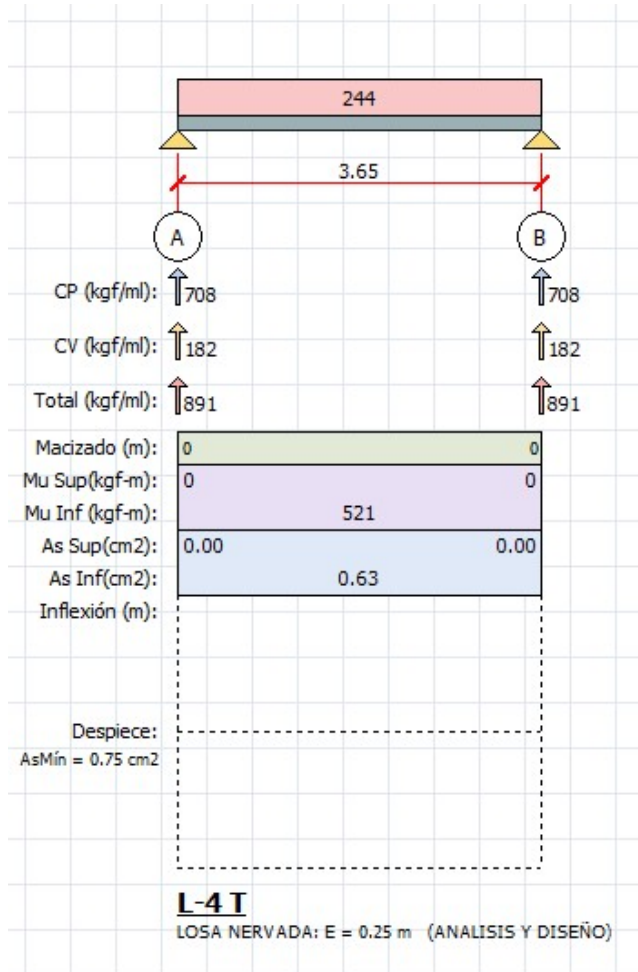 244
3.65
A B
CP (kgf/ml): 708 708
CV (kgf/ml): 182 182
Total (kgf/ml): 891 891
Macizado (m): 0 0
Mu Sup(kgf-m): 0 0
Mu Inf (kgf-m): 521
As Sup(cm2): 0.00 0.00
As Inf(cm2): 0.63
Inflexión (m):
Despiece:
AsMín = 0.75 cm2
L-4 T
LOSA NERVADA: E = 0.25 m (ANALISIS Y DISEÑO)